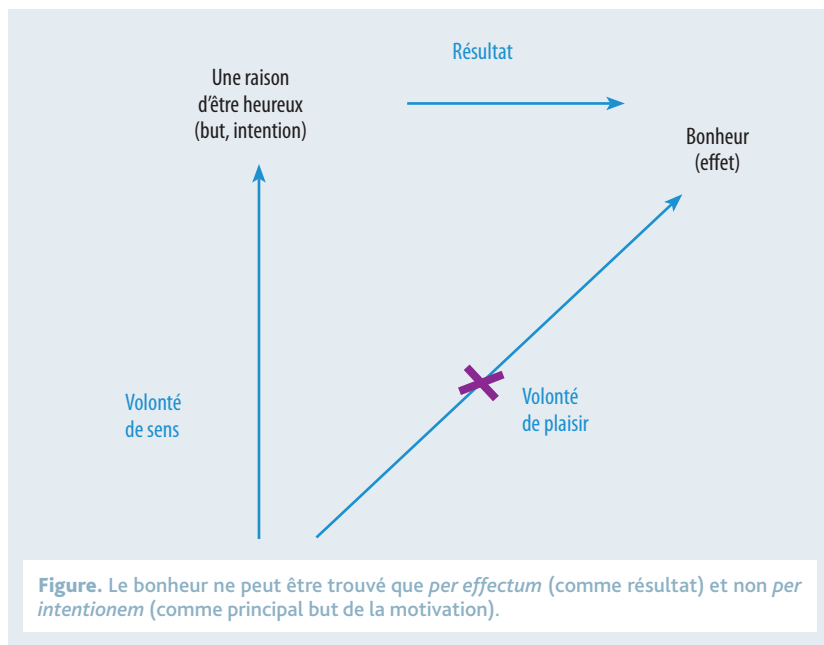 Résultat
Une raison
d’être heureux
(but, intention)
Bonheur
(effet)
Volonté
de sens
Volonté
de plaisir
Figure. Le bonheur ne peut être trouvé que per effectum (comme résultat) et non per
intentionem (comme principal but de la motivation).